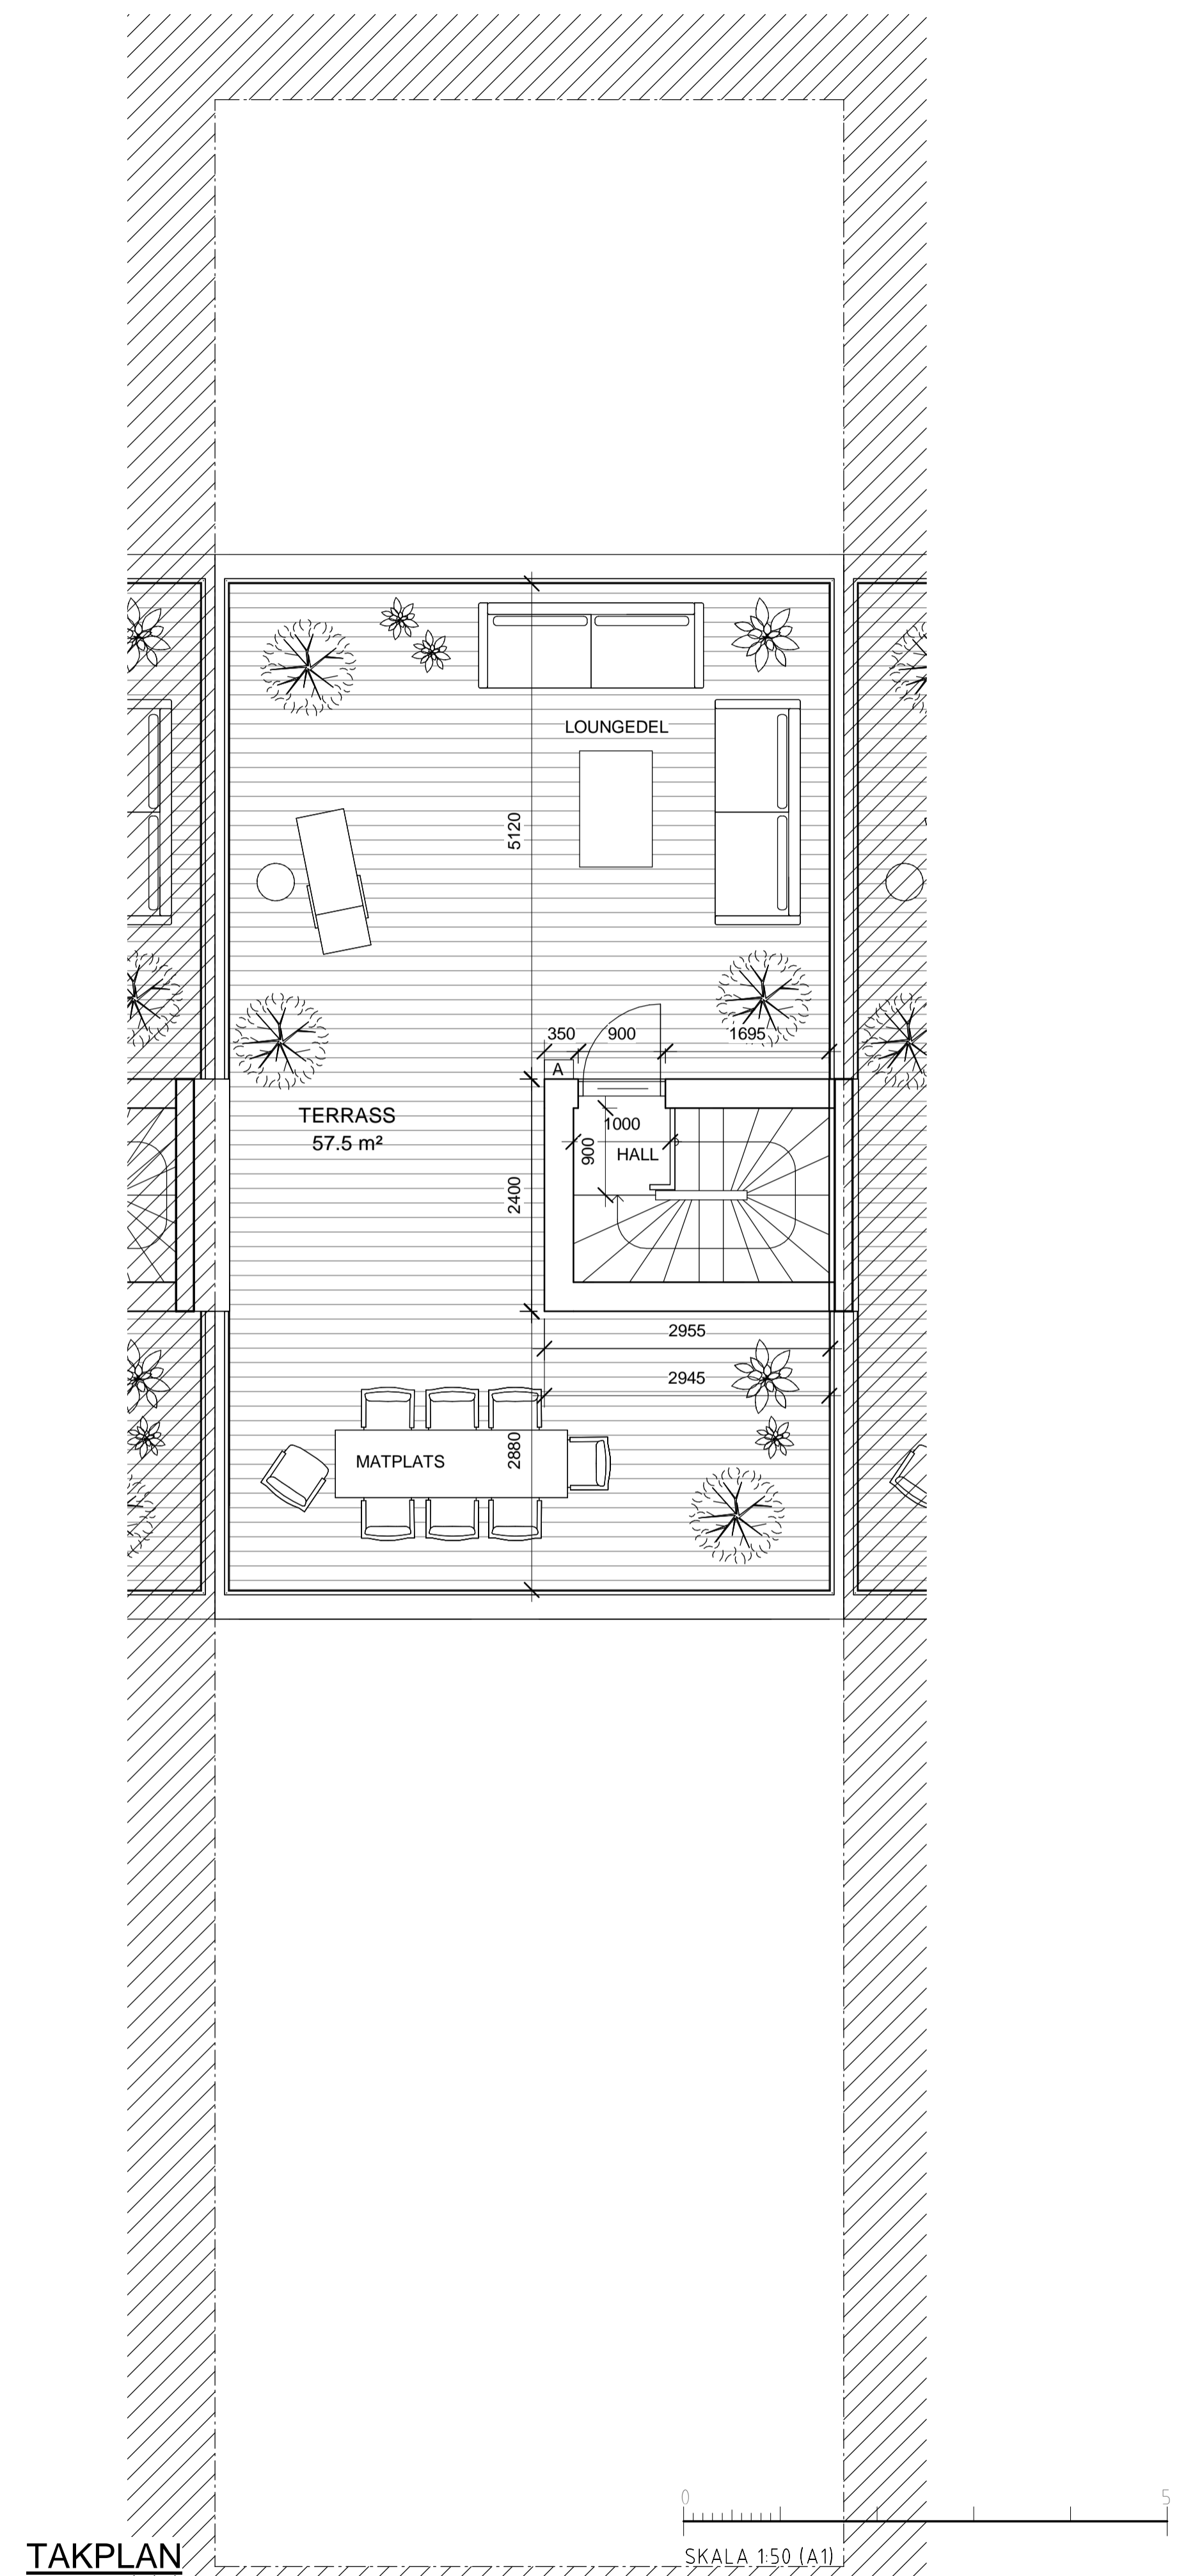 LOUNGEDEL
5120
350
900
1695
A
TERRASS
57.5 m²
1000
900
HALL
2400
2955
2945
MATPLATS
2880
0
5
SKALA 1:50 (A1)
TAKPLAN